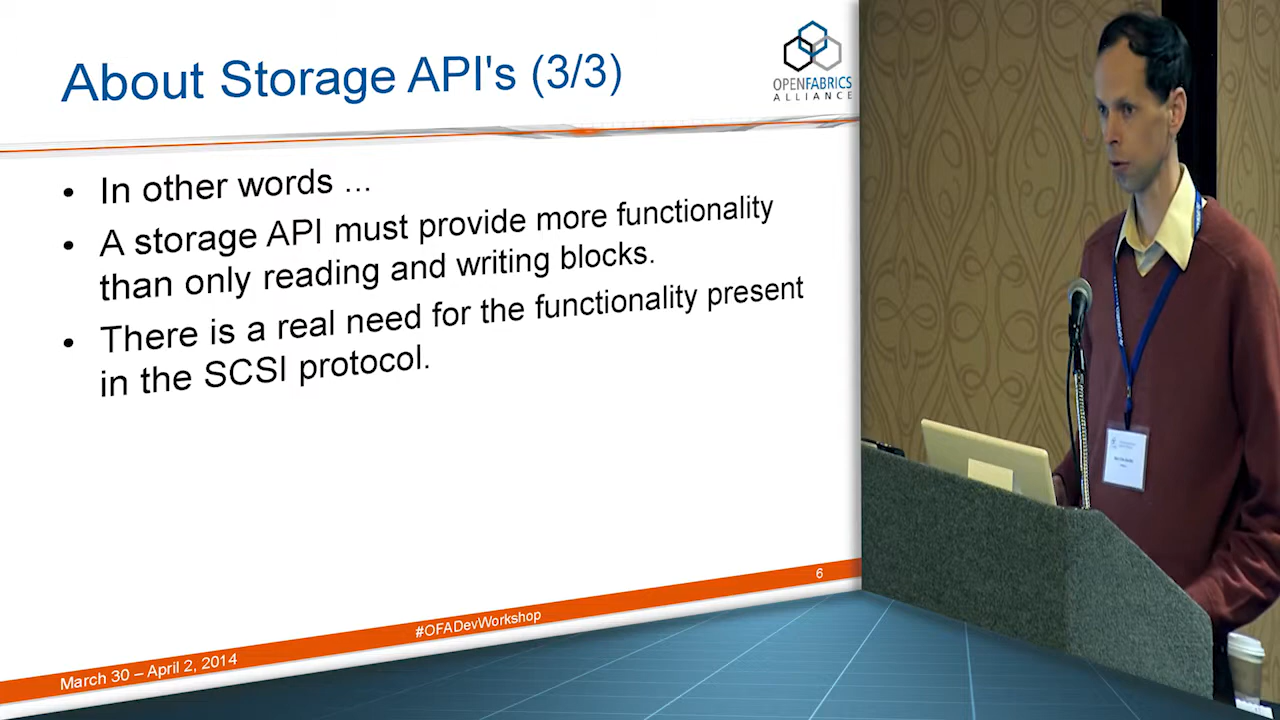 About Storage API's (3/3)
OPENFABRICS
ALLIANCE
• In other words ...
• A storage API must provide more functionality
than only reading and writing blocks.
• There is a real need for the functionality present
in the SCSI protocol.
6
#OFADevWorkshop
March 30 – April 2, 2014